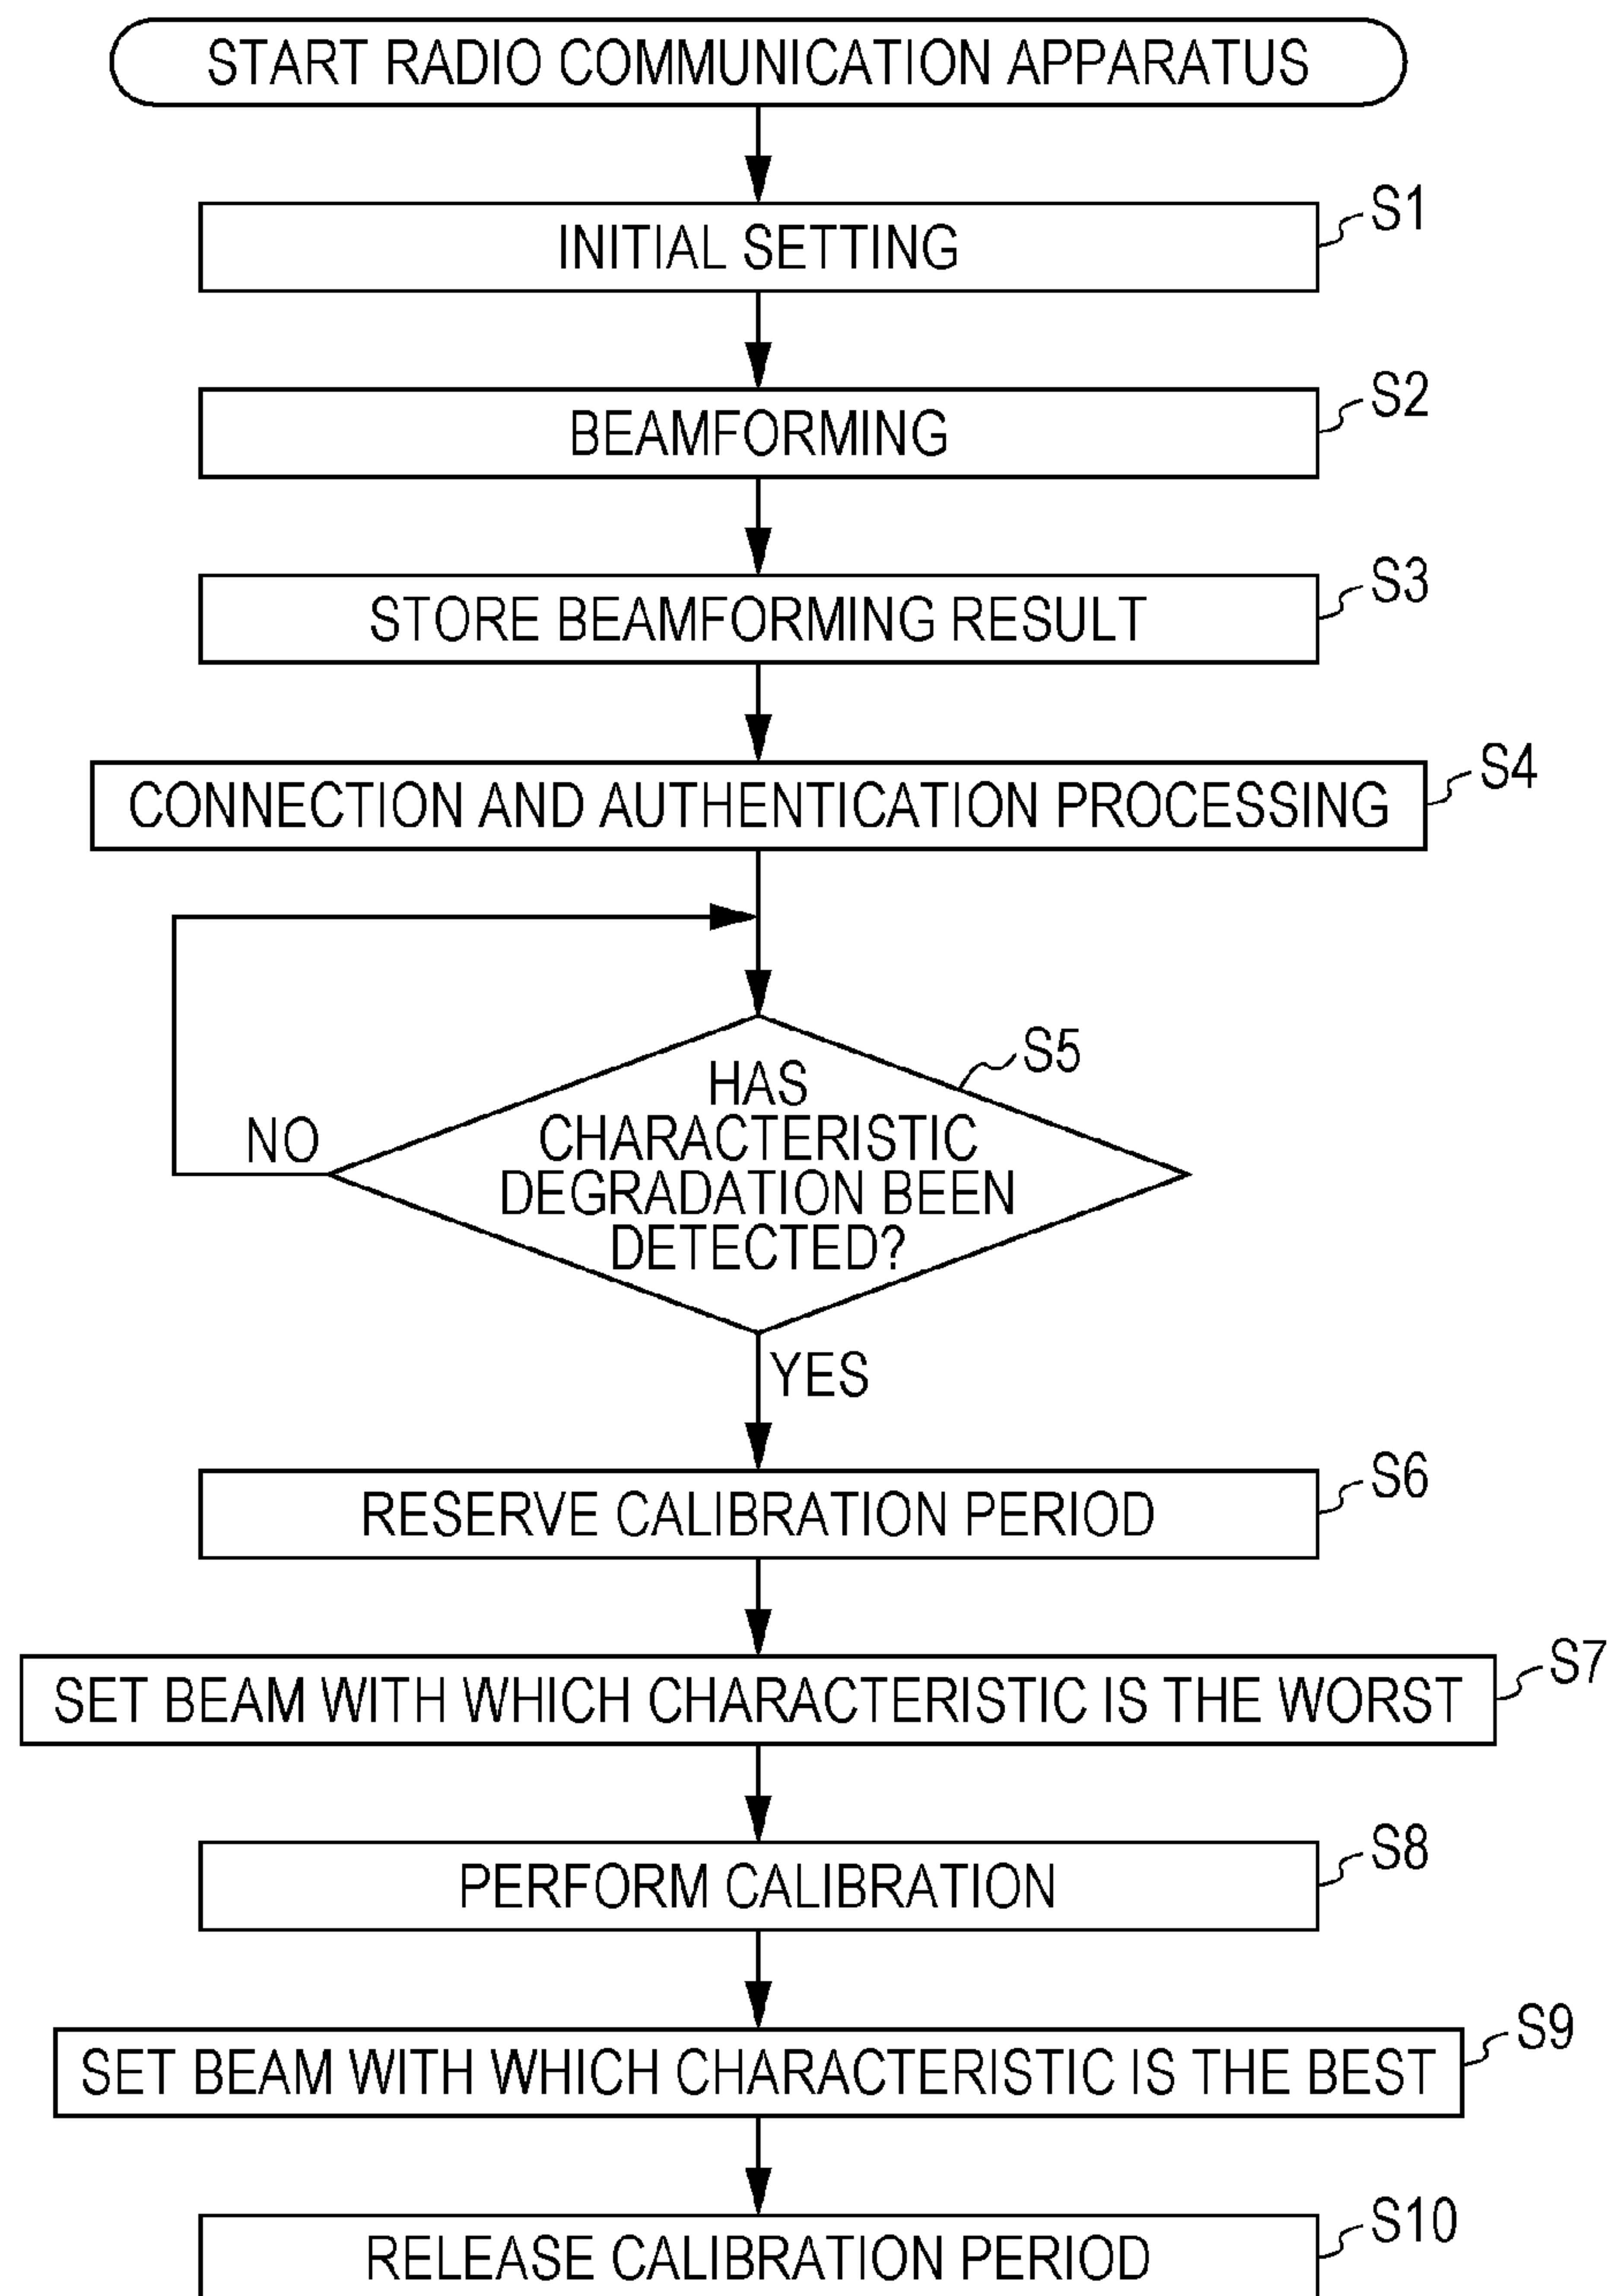 START RADIO COMMUNICATION APPARATUS
S1
INITIAL SETTING
S2
BEAMFORMING
S3
STORE BEAMFORMING RESULT
S4
CONNECTION AND AUTHENTICATION PROCESSING
S5
HAS
CHARACTERISTIC
DEGRADATION BEEN
DETECTED?
NO
YES
S6
RESERVE CALIBRATION PERIOD
S7
SET BEAM WITH WHICH CHARACTERISTIC IS THE WORST
S8
PERFORM CALIBRATION
S9
SET BEAM WITH WHICH CHARACTERISTIC IS THE BEST
S10
RELEASE CALIBRATION PERIOD